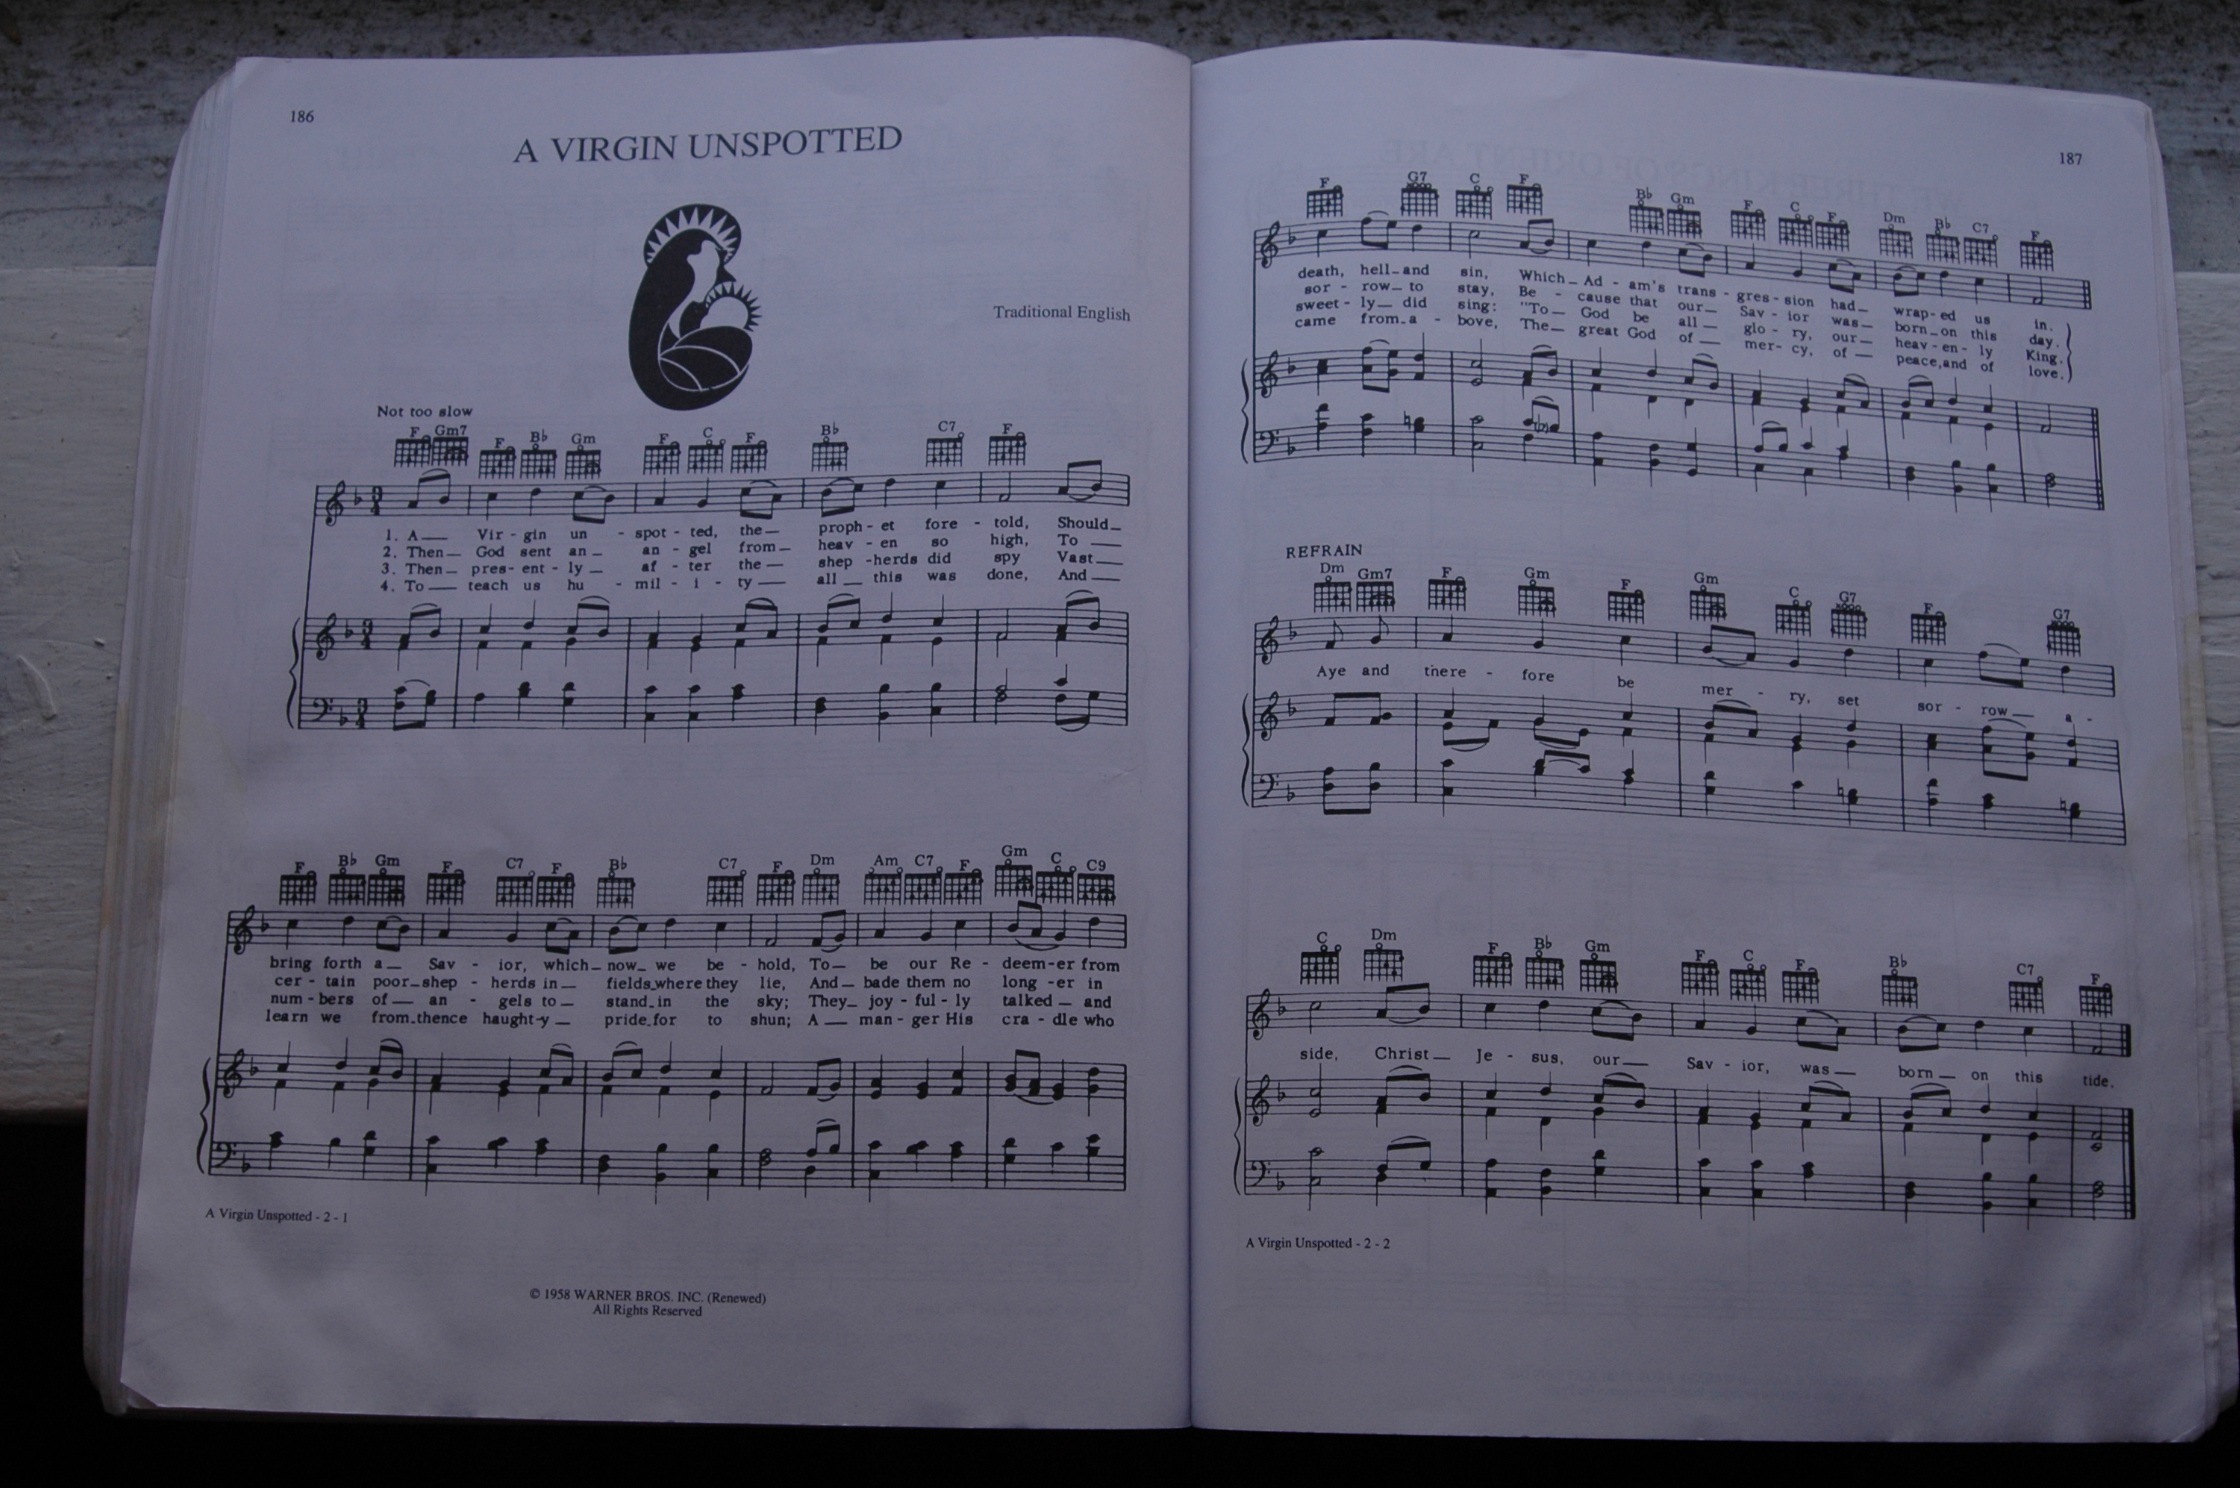 186
A VIRGIN UNSPOTTED
Traditional English
Not too slow
F Gm7 F B♭ Gm F C F B♭ C7 F
1. A— Vir - gin un - spot - ted, the— proph - et fore - told, Should—
2. Then— God sent an— an - gel from— heav - en so high, To —
3. Then— pres - ent - ly— af - ter the— shep - herds did spy Vast—
4. To — teach us hu - mil - i - ty — all — this was done, And —
F B♭ Gm F C7 F B♭ C7 F Dm Am C7 F Gm C C9
bring forth a— Sav - ior, which— now— we be - hold, To— be our Re - deem-er from
cer - tain poor—shep - herds in— fields—where they lie, And— bade them no long -er in
num - bers of— an - gels to— stand—in the sky; They— joy - ful - ly talked — and
learn we from—thence haught-y — pride—for to shun; A — man - ger His cra - dle who
© 1958 WARNER BROS. INC. (Renewed)
All Rights Reserved
A Virgin Unspotted - 2 - 1
187
F G7 C F B♭ Gm F C F Dm B♭ C7 F
death, hell—and sin, Which— Ad - am's trans - gres - sion had— wrap - ed us in.
sor - row— to stay, Be - cause that our— Sav - ior was— born—on this day.
sweet - ly— did sing: "To— God be all — glo - ry, our— heav - en - ly King.
came from—a - bove, The— great God of — mer - cy, of — peace,and of love.
REFRAIN
Dm Gm7 F Gm F Gm C G7 F G7
Aye and there - fore be mer - ry, set sor - row— a -
C Dm F B♭ Gm F C F B♭ C7 F
side, Christ— Je - sus, our— Sav - ior, was— born— on this tide.
A Virgin Unspotted - 2 - 2